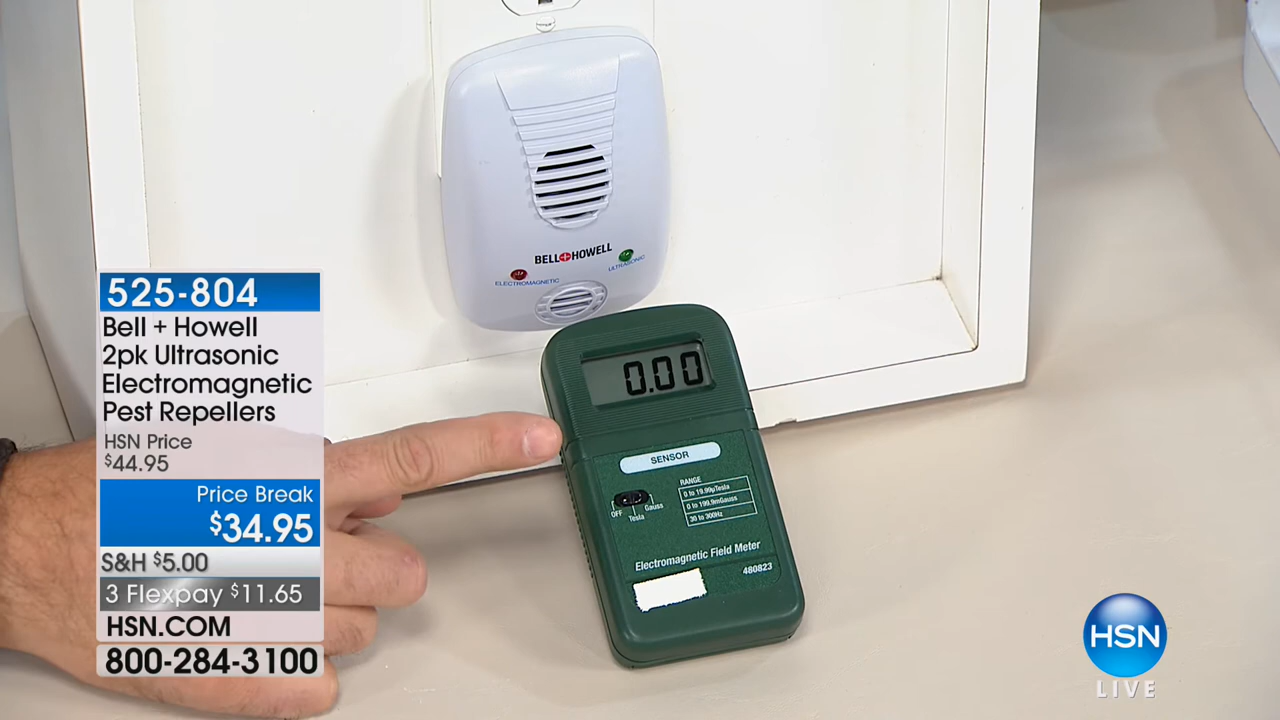 525-804
Bell + Howell
2pk Ultrasonic
Electromagnetic
Pest Repellers
HSN Price
$44.95
Price Break
$34.95
S&H $5.00
3 Flexpay $11.65
HSN.COM
800-284-3100
BELL HOWELL
ELECTROMAGNETIC
ULTRASONIC
0.00
SENSOR
RANGE
0 to 19.99µTesla
0 to 199.9mGauss
30 to 300Hz
OFF
Tesla
Gauss
Electromagnetic Field Meter
480823
HSN
LIVE